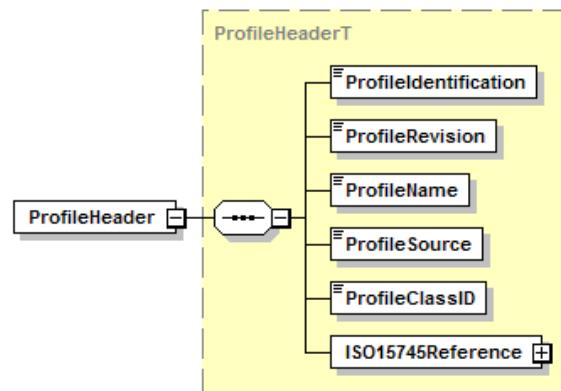 ProfileHeaderT
ProfileIdentification
ProfileRevision
ProfileName
ProfileHeader
ProfileSource
ProfileClassID
ISO15745Reference